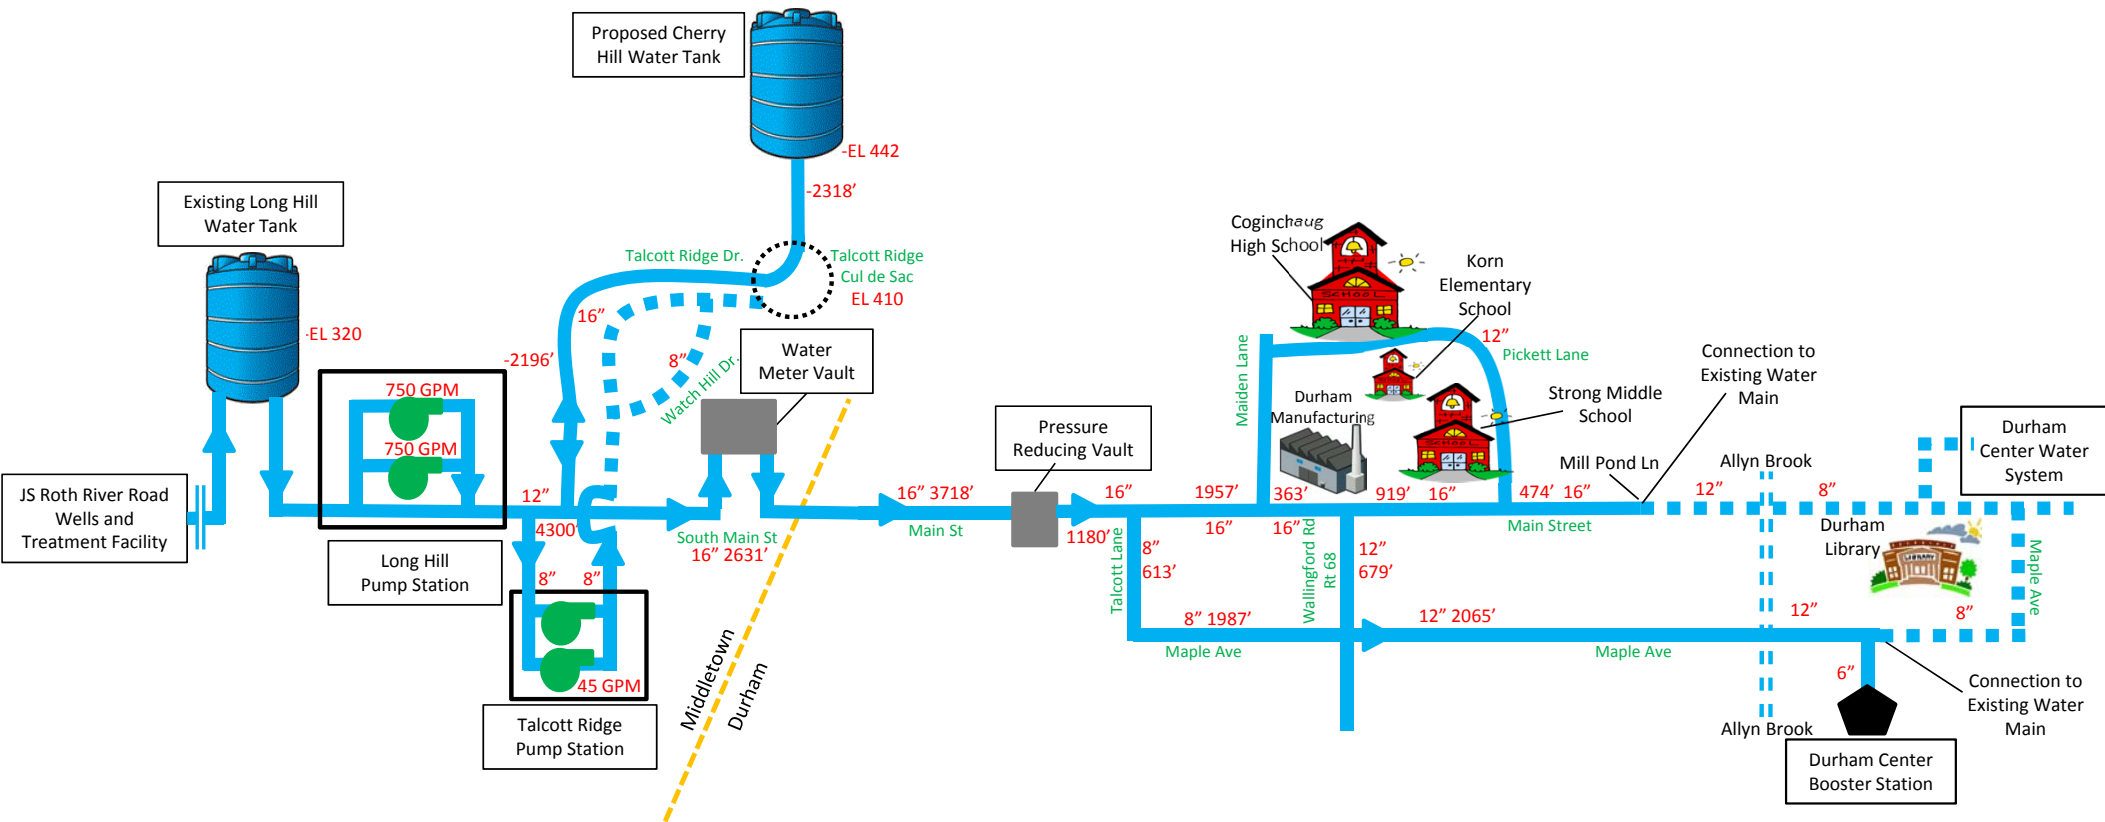 Proposed Cherry
Hill Water Tank
-EL 442
-2318'
Existing Long Hill
Water Tank
-EL 320
Talcott Ridge Dr.
Talcott Ridge
Cul de Sac
EL 410
16"
-2196'
8"
Watch Hill Dr.
Water
Meter Vault
750 GPM
750 GPM
JS Roth River Road
Wells and
Treatment Facility
Long Hill
Pump Station
12"
4300'
8"
8"
45 GPM
Talcott Ridge
Pump Station
South Main St
16" 2631'
Middletown
Durham
16" 3718'
Main St
Pressure
Reducing Vault
16"
1180'
Talcott Lane
8"
613'
8" 1987'
Maple Ave
1957'
16"
363'
16"
Wallingford Rd
Rt 68
12"
679'
Coginchaug
High School
SCHOOL
Korn
Elementary
School
12"
Pickett Lane
Maiden Lane
Durham
Manufacturing
Strong Middle
School
SCHOOL
919'
16"
474'
16"
Main Street
Mill Pond Ln
Connection to
Existing Water
Main
12"
Allyn Brook
8"
Durham
Center Water
System
Durham
Library
LIBRARY
Maple Ave
12" 2065'
Maple Ave
12"
8"
6"
Allyn Brook
Connection to
Existing Water
Main
Durham Center
Booster Station